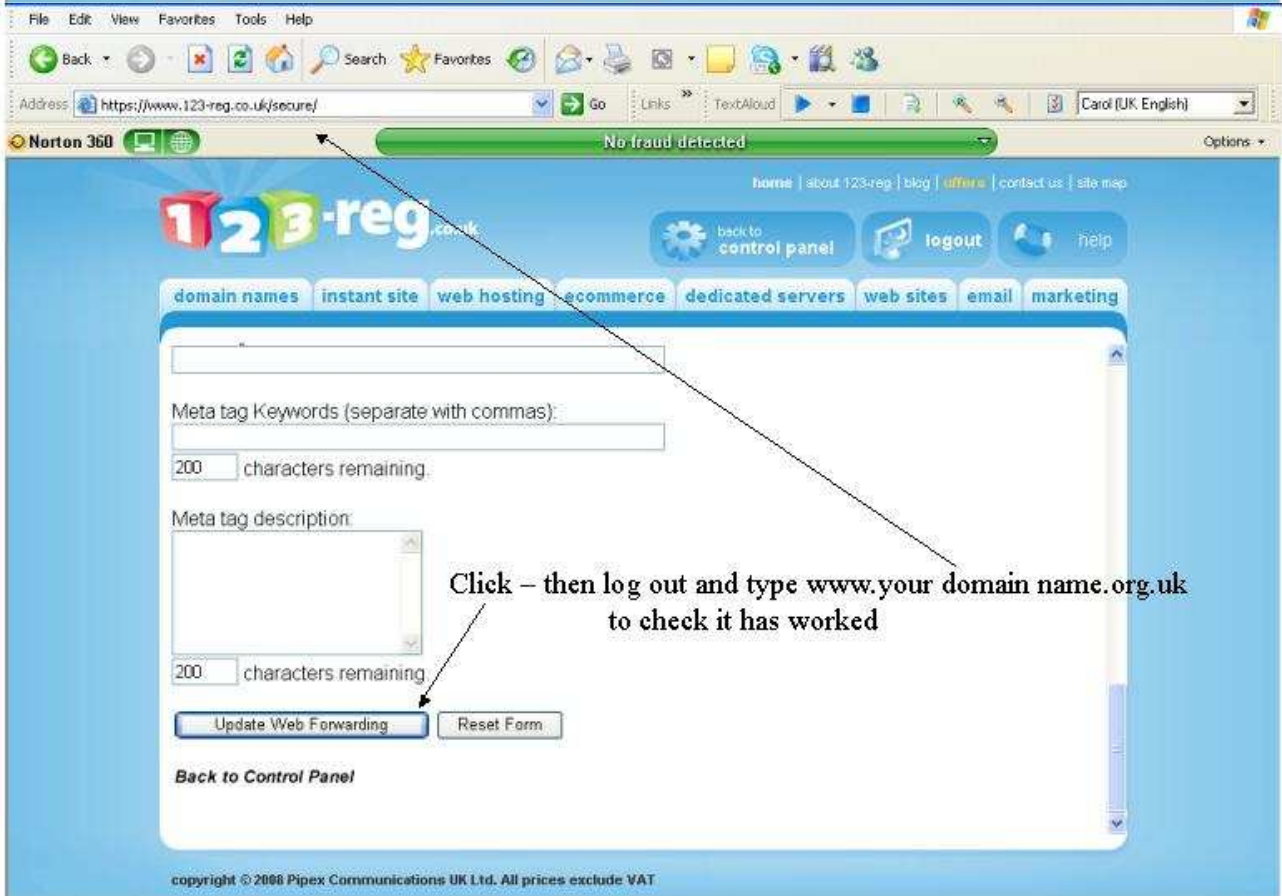 File Edit View Favorites Tools Help
Back Search Favorites
Address https://www.123-reg.co.uk/secure/ Go Links » TextAloud Carol (UK English)
Norton 360 No fraud detected Options
home | about 123-reg | blog | offers | contact us | site map
123-reg.co.uk
back to
control panel logout help
domain names instant site web hosting ecommerce dedicated servers web sites email marketing
Meta tag Keywords (separate with commas):
200 characters remaining.
Meta tag description:
Click – then log out and type www.your domain name.org.uk
to check it has worked
200 characters remaining
Update Web Forwarding Reset Form
Back to Control Panel
copyright © 2008 Pipex Communications UK Ltd. All prices exclude VAT